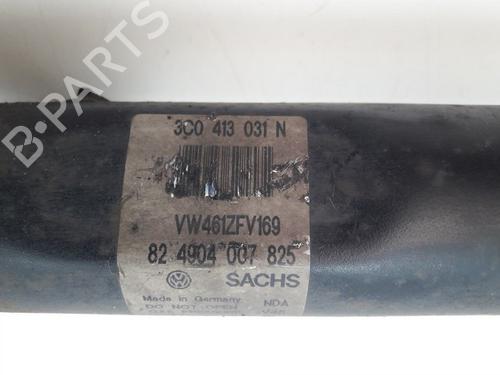 3C0 413 031 N
VW461ZFV169
82 4904 007 825
SACHS
Made in Germany NDA
DO NOT OPEN
B-PARTS